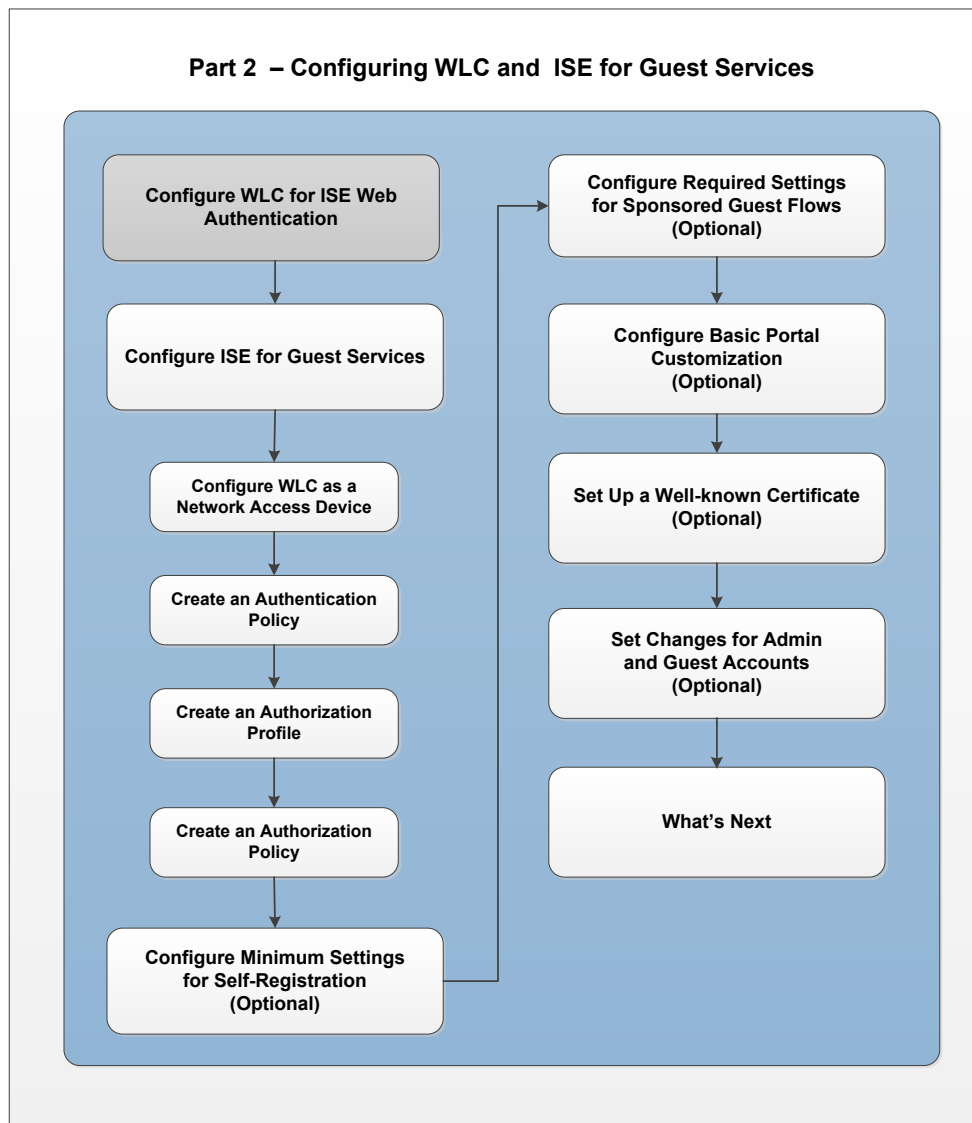 Part 2 – Configuring WLC and ISE for Guest Services
Configure WLC for ISE Web
Authentication
Configure ISE for Guest Services
Configure WLC as a
Network Access Device
Create an Authentication
Policy
Create an Authorization
Profile
Create an Authorization
Policy
Configure Minimum Settings
for Self-Registration
(Optional)
Configure Required Settings
for Sponsored Guest Flows
(Optional)
Configure Basic Portal
Customization
(Optional)
Set Up a Well-known Certificate
(Optional)
Set Changes for Admin
and Guest Accounts
(Optional)
What's Next